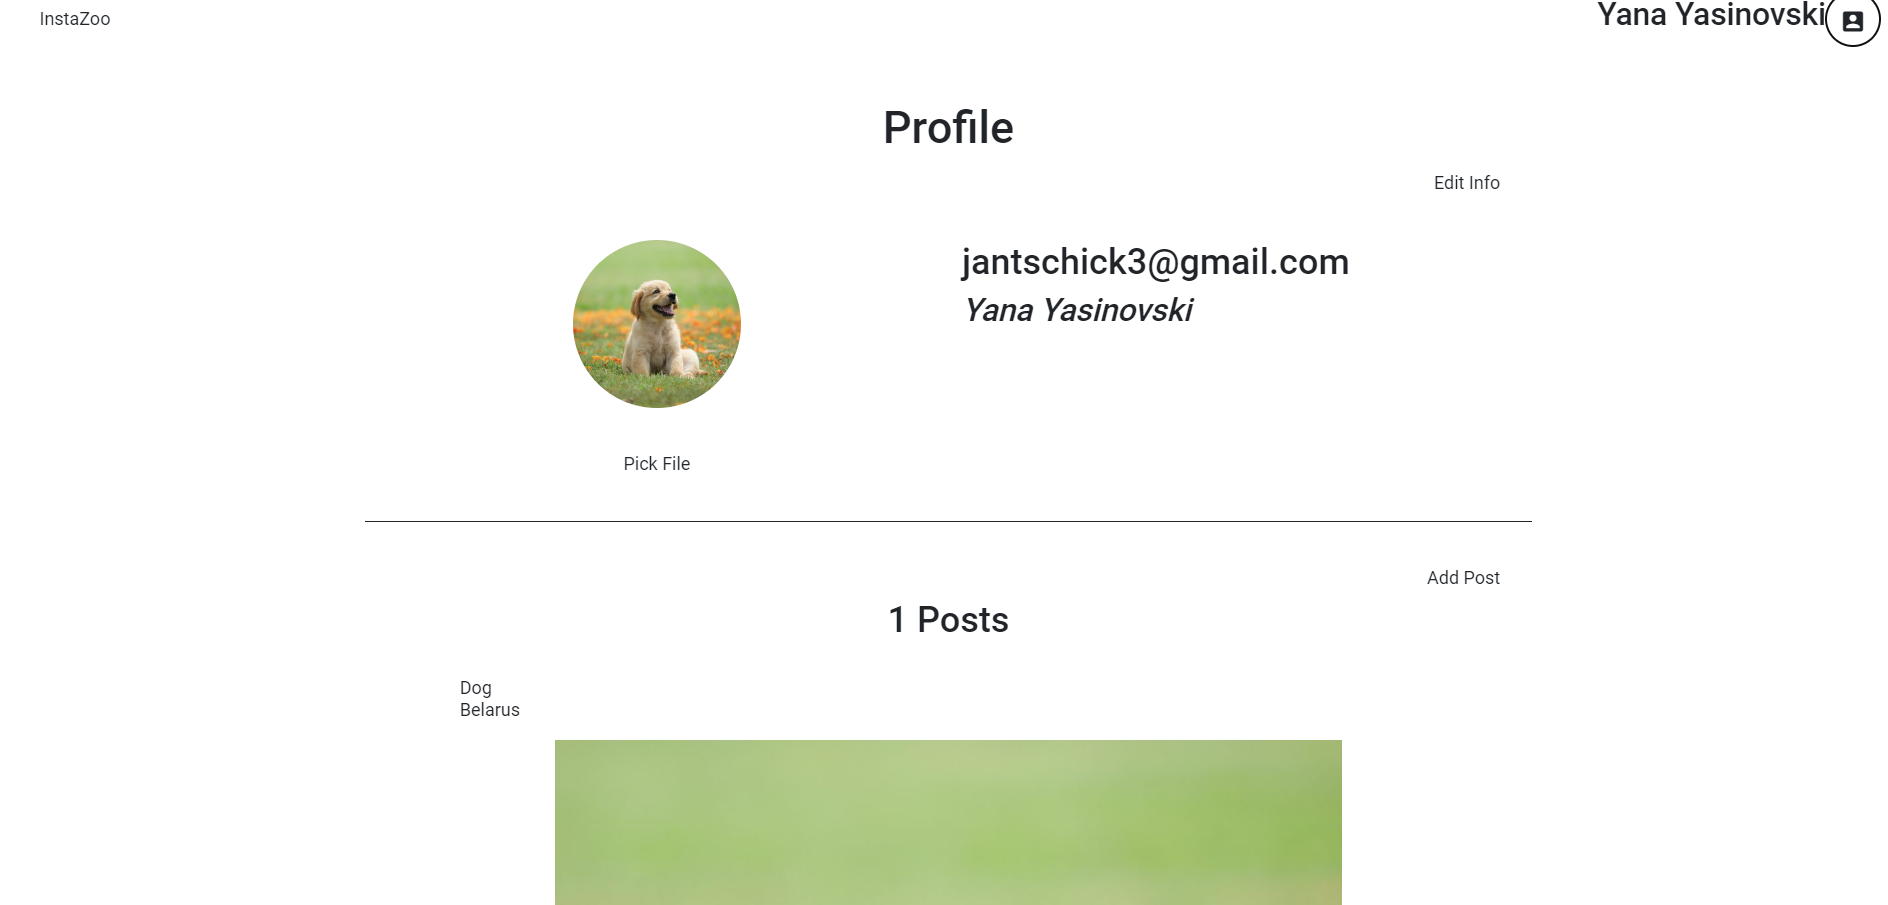 InstaZoo
Yana Yasinovski
Profile
Edit Info
jantschick3@gmail.com
Yana Yasinovski
Pick File
Add Post
1 Posts
Dog
Belarus